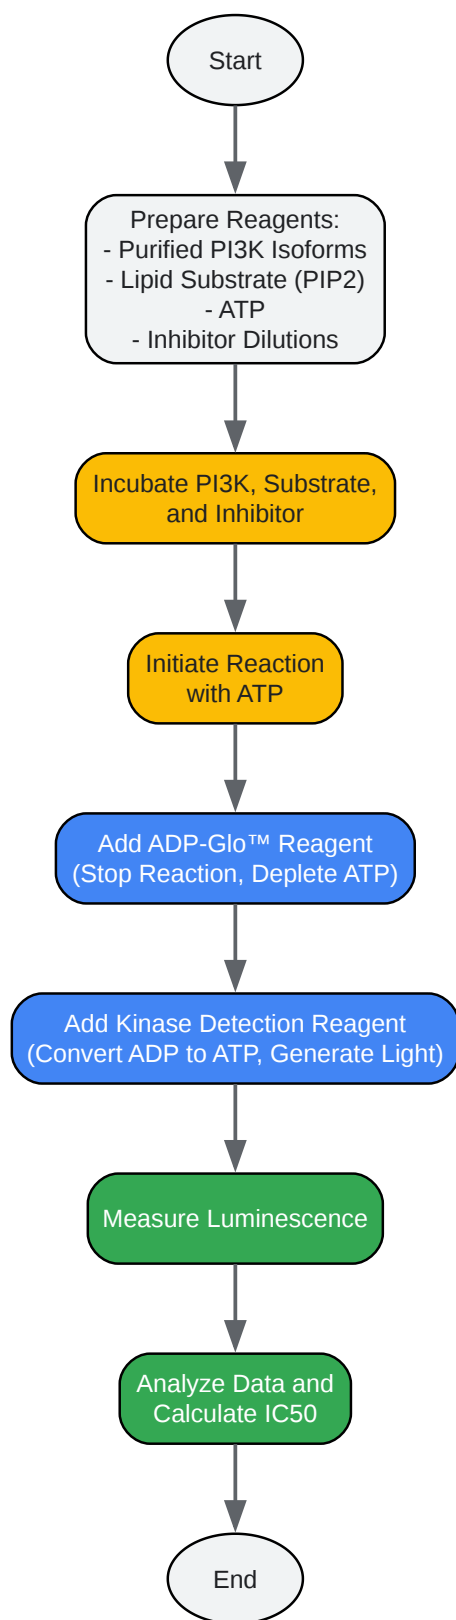 Start
Prepare Reagents:
- Purified PI3K Isoforms
- Lipid Substrate (PIP2)
- ATP
- Inhibitor Dilutions
Incubate PI3K, Substrate,
and Inhibitor
Initiate Reaction
with ATP
Add ADP-Glo™ Reagent
(Stop Reaction, Deplete ATP)
Add Kinase Detection Reagent
(Convert ADP to ATP, Generate Light)
Measure Luminescence
Analyze Data and
Calculate IC50
End